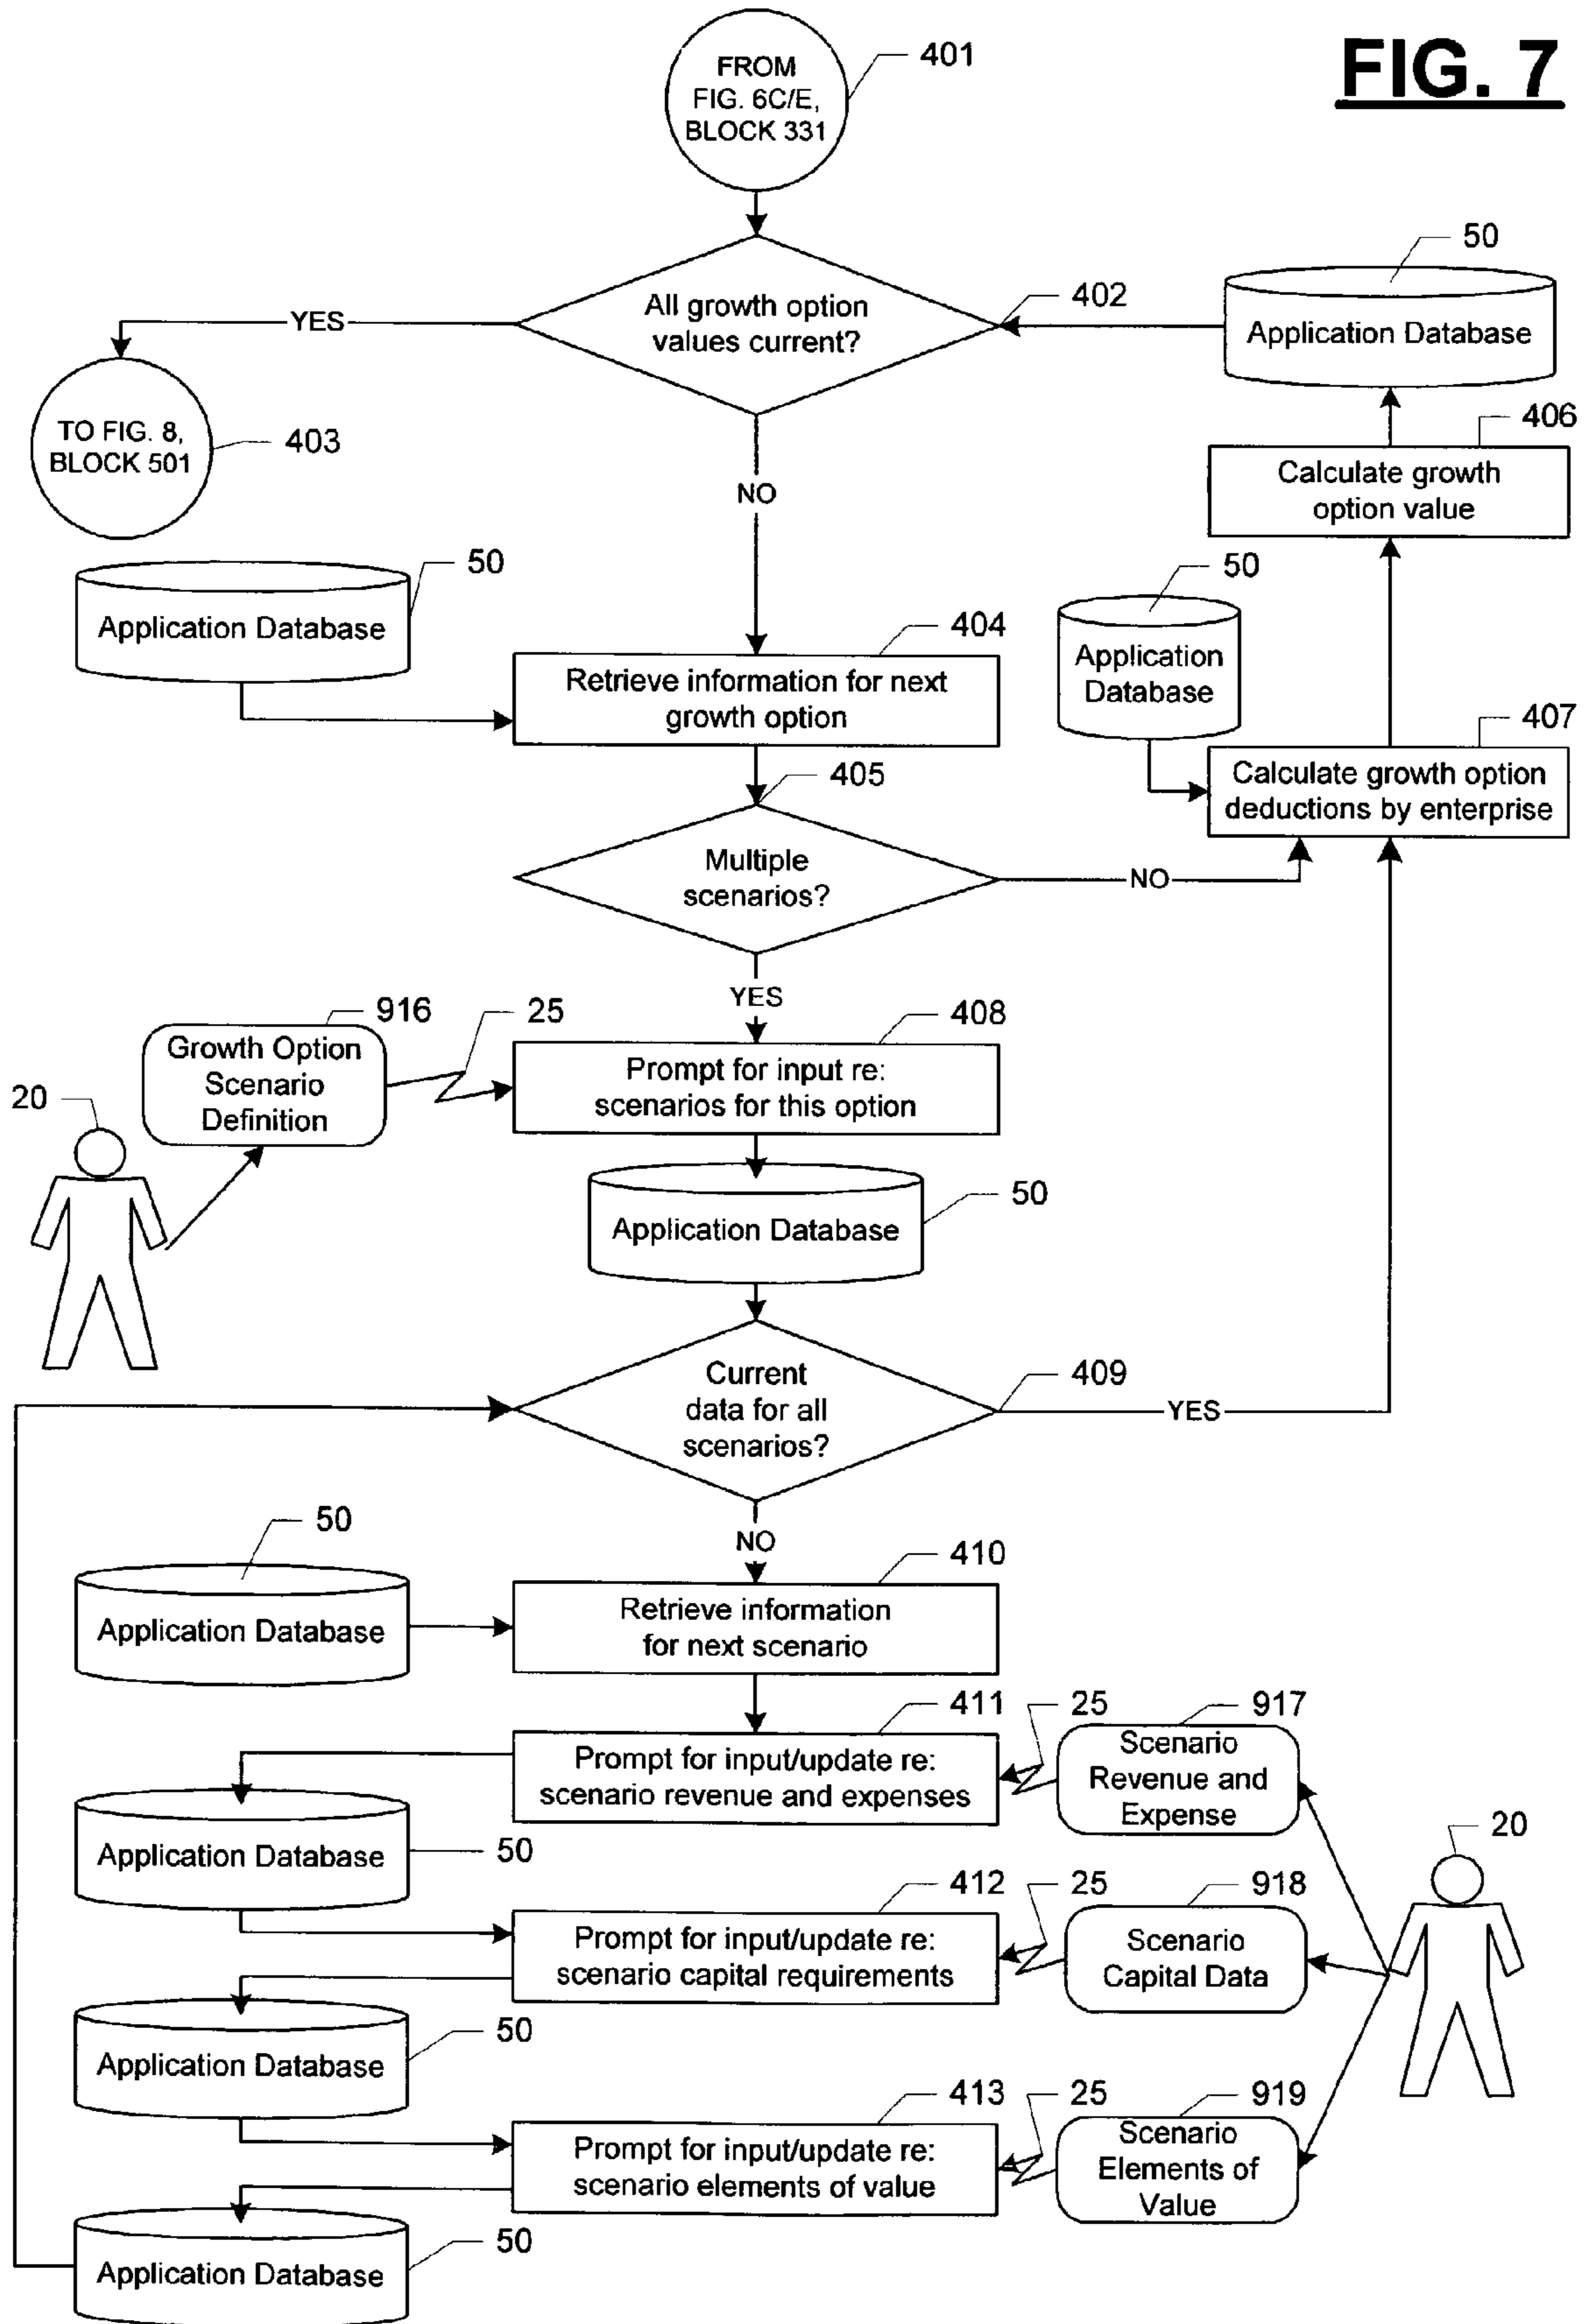 FIG. 7
FROM
FIG. 6C/E,
BLOCK 331
401
All growth option
values current?
402
YES
NO
50
Application Database
TO FIG. 8,
BLOCK 501
403
406
Calculate growth
option value
50
Application Database
404
Retrieve information for next
growth option
50
Application
Database
407
Calculate growth option
deductions by enterprise
405
Multiple
scenarios?
NO
YES
916
Growth Option
Scenario
Definition
25
408
Prompt for input re:
scenarios for this option
20
50
Application Database
Current
data for all
scenarios?
409
YES
NO
50
Application Database
410
Retrieve information
for next scenario
411
Prompt for input/update re:
scenario revenue and expenses
25
917
Scenario
Revenue and
Expense
20
Application Database
50
412
Prompt for input/update re:
scenario capital requirements
25
918
Scenario
Capital Data
Application Database
50
413
Prompt for input/update re:
scenario elements of value
25
919
Scenario
Elements of
Value
Application Database
50